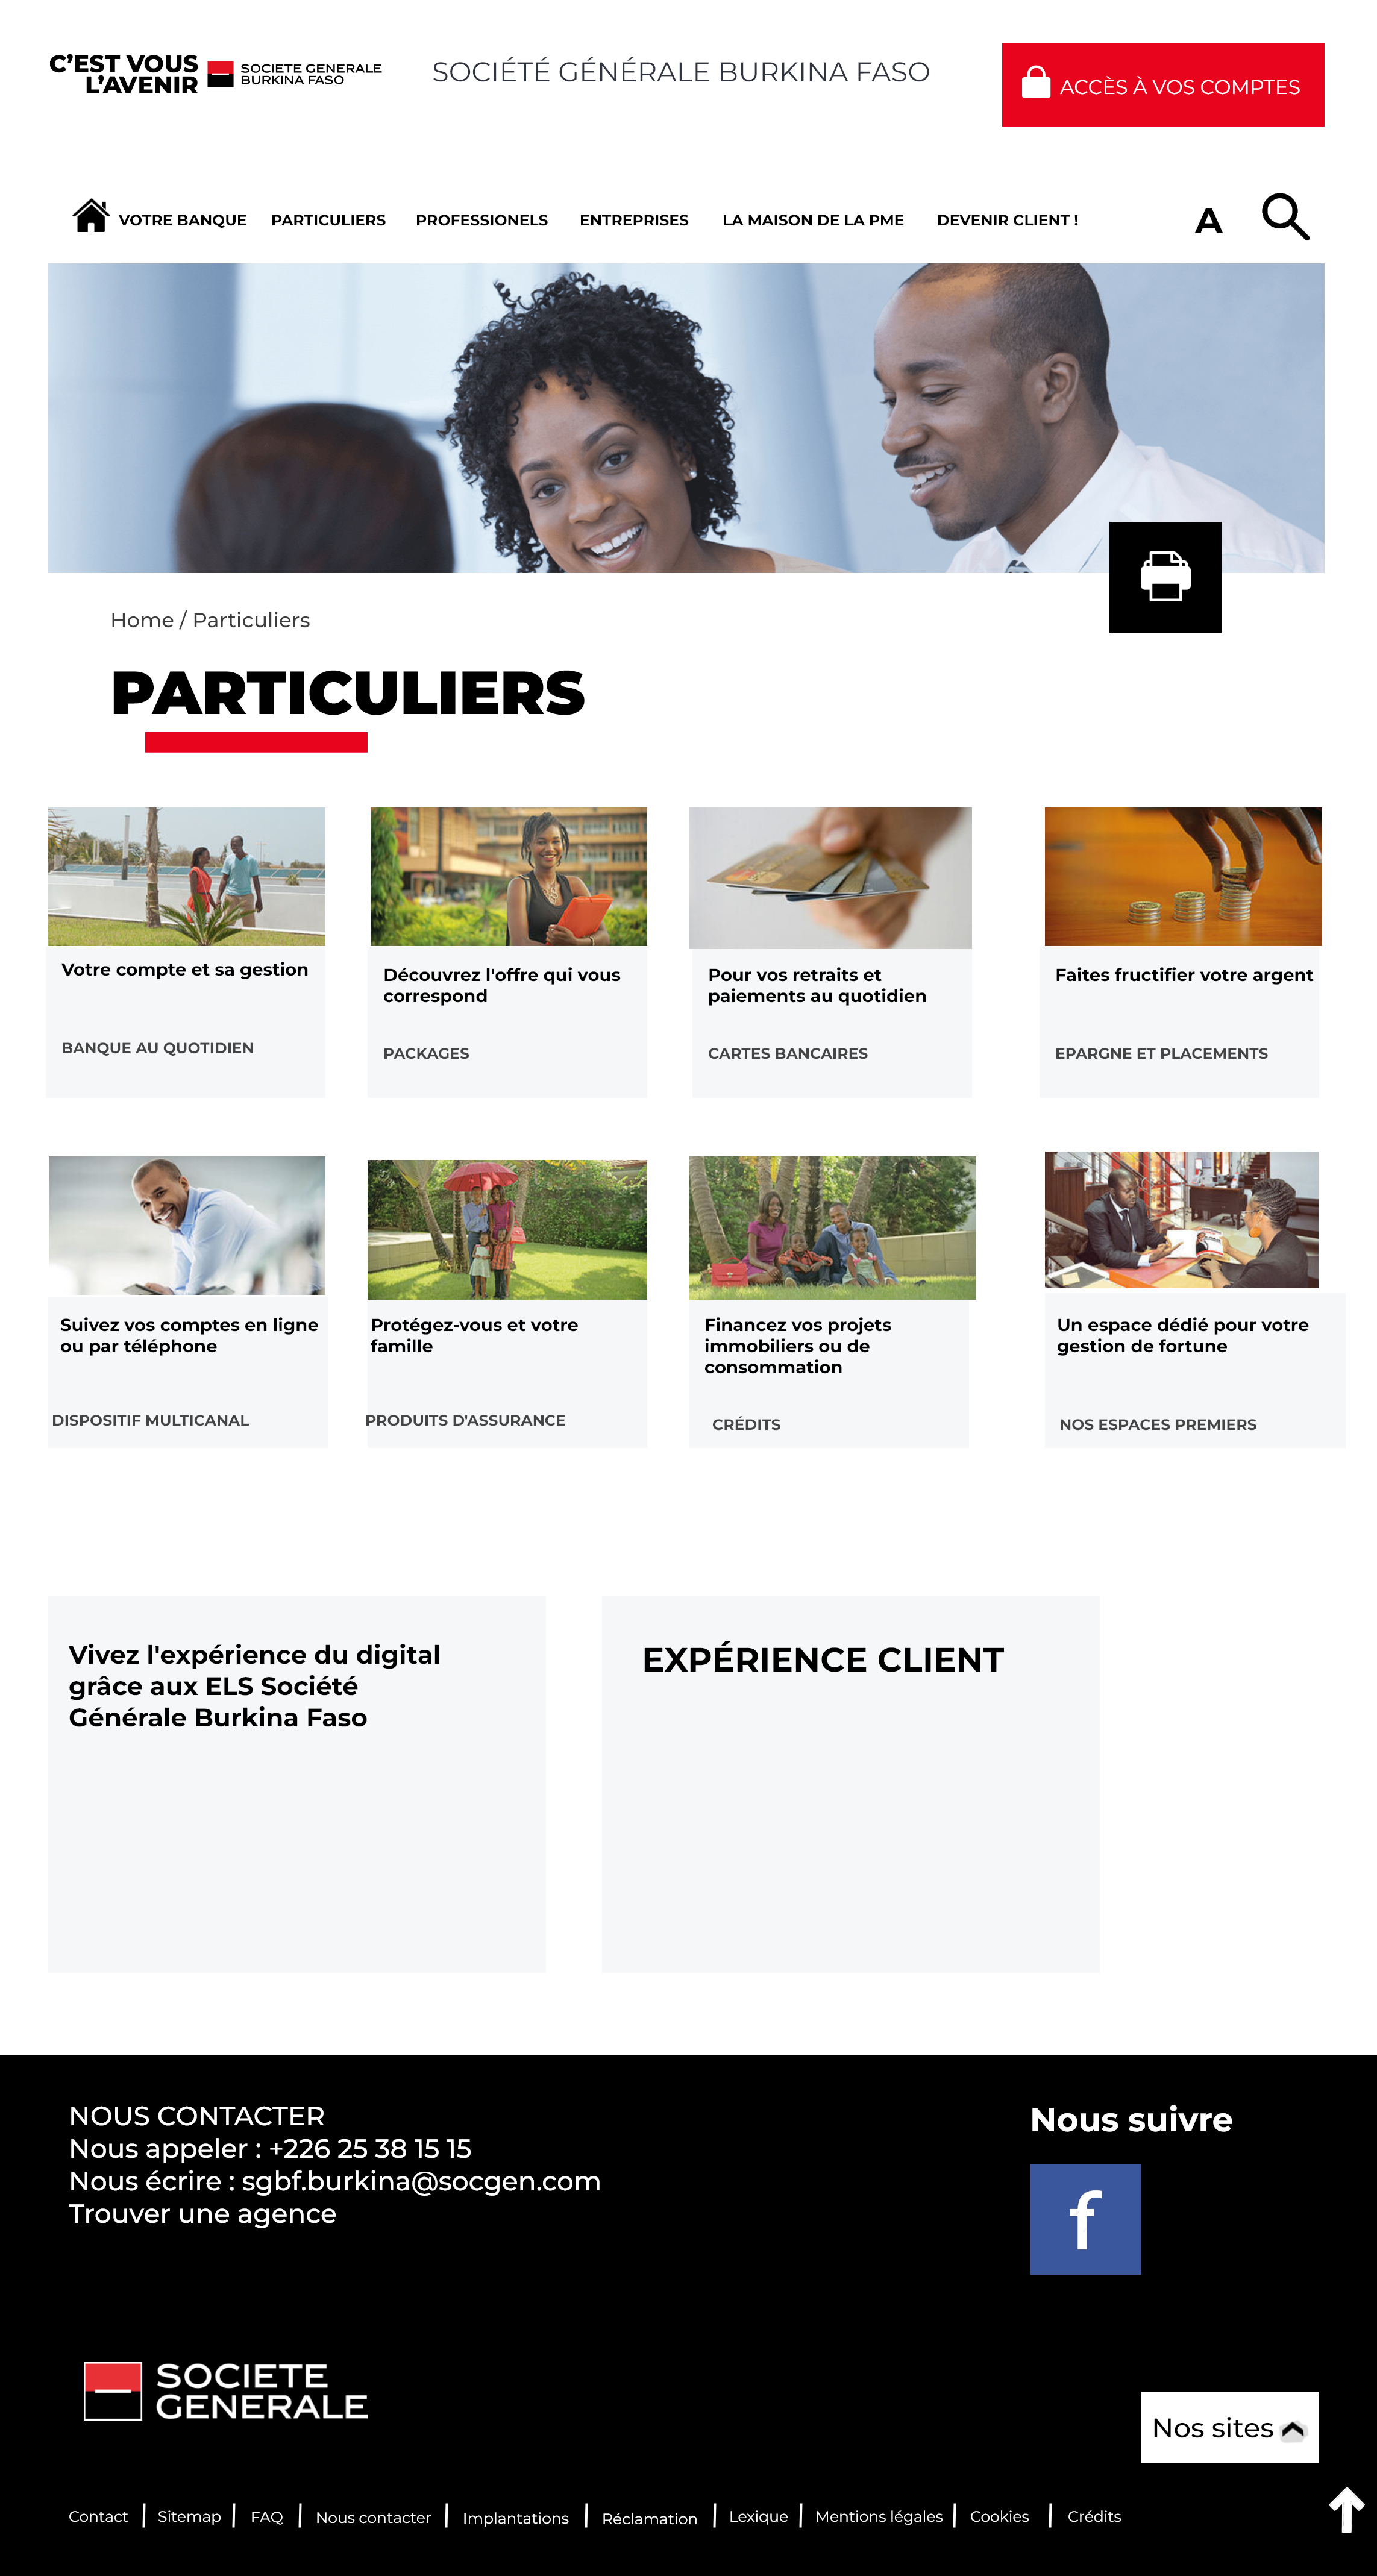 C'EST VOUS
L'AVENIR
SOCIETE GENERALE
BURKINA FASO
SOCIÉTÉ GÉNÉRALE BURKINA FASO
ACCÈS À VOS COMPTES
VOTRE BANQUE
PARTICULIERS
PROFESSIONELS
ENTREPRISES
LA MAISON DE LA PME
DEVENIR CLIENT !
A
Home / Particuliers
PARTICULIERS
Votre compte et sa gestion
BANQUE AU QUOTIDIEN
Découvrez l'offre qui vous
correspond
PACKAGES
Pour vos retraits et
paiements au quotidien
CARTES BANCAIRES
Faites fructifier votre argent
EPARGNE ET PLACEMENTS
Suivez vos comptes en ligne
ou par téléphone
DISPOSITIF MULTICANAL
Protégez-vous et votre
famille
PRODUITS D'ASSURANCE
Financez vos projets
immobiliers ou de
consommation
CRÉDITS
Un espace dédié pour votre
gestion de fortune
NOS ESPACES PREMIERS
Vivez l'expérience du digital
grâce aux ELS Société
Générale Burkina Faso
EXPÉRIENCE CLIENT
NOUS CONTACTER
Nous appeler : +226 25 38 15 15
Nous écrire : sgbf.burkina@socgen.com
Trouver une agence
Nous suivre
f
SOCIETE
GENERALE
Nos sites
Contact
Sitemap
FAQ
Nous contacter
Implantations
Réclamation
Lexique
Mentions légales
Cookies
Crédits